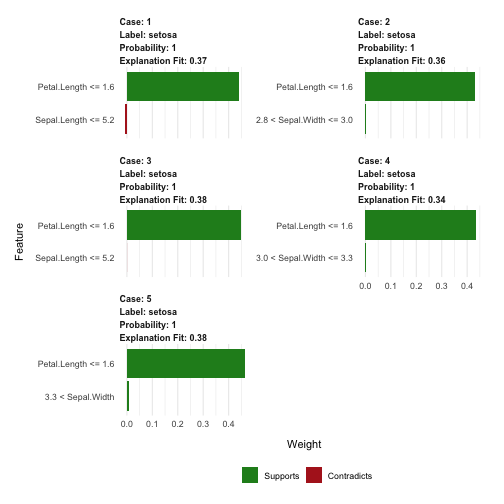 Case: 1
Label: setosa
Probability: 1
Explanation Fit: 0.37
Petal.Length <= 1.6
Sepal.Length <= 5.2
Case: 2
Label: setosa
Probability: 1
Explanation Fit: 0.36
Petal.Length <= 1.6
2.8 < Sepal.Width <= 3.0
Case: 3
Label: setosa
Probability: 1
Explanation Fit: 0.38
Petal.Length <= 1.6
Sepal.Length <= 5.2
Case: 4
Label: setosa
Probability: 1
Explanation Fit: 0.34
Petal.Length <= 1.6
3.0 < Sepal.Width <= 3.3
0.0 0.1 0.2 0.3 0.4
Case: 5
Label: setosa
Probability: 1
Explanation Fit: 0.38
Petal.Length <= 1.6
3.3 < Sepal.Width
0.0 0.1 0.2 0.3 0.4
Feature
Weight
Supports Contradicts